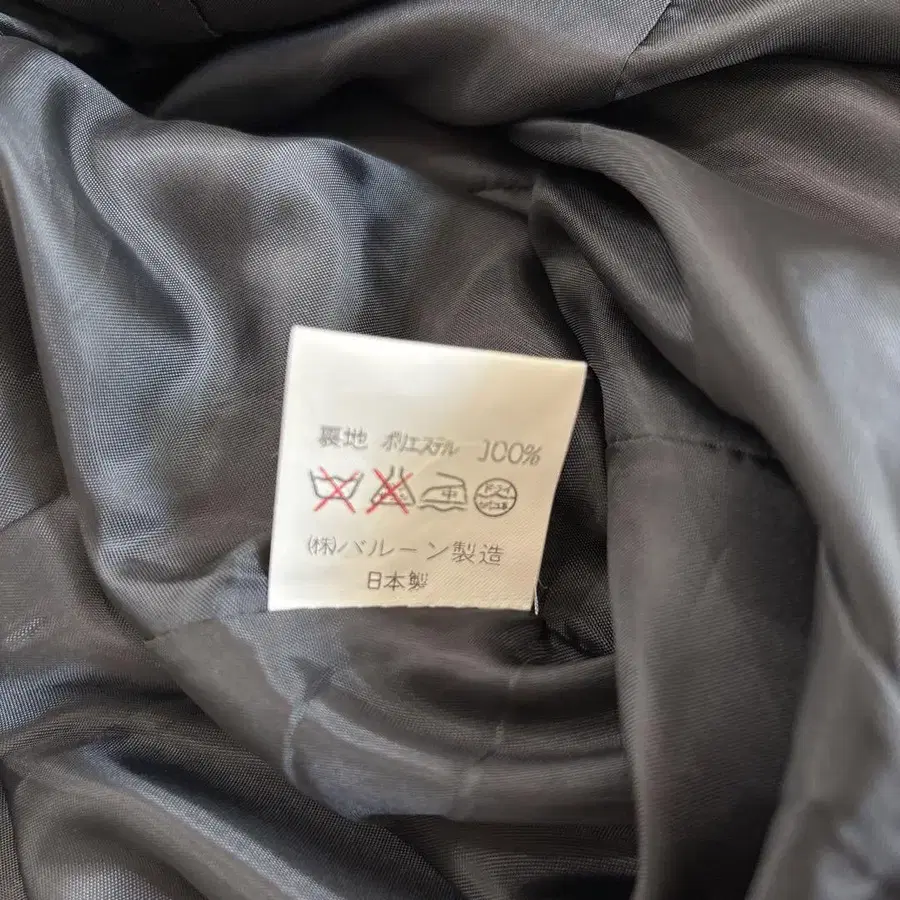 裏地 ポリエステル 100%
中 ドライ
(株)バルーン製造
日本製